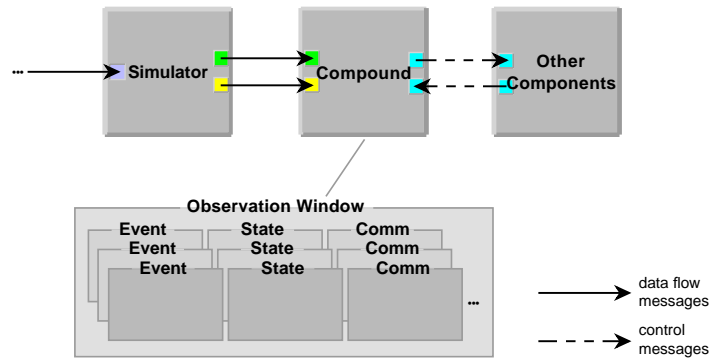 ...
Simulator
Compound
Other
Components
Observation Window
Event State Comm
Event State Comm
Event State Comm
...
data flow
messages
control
messages